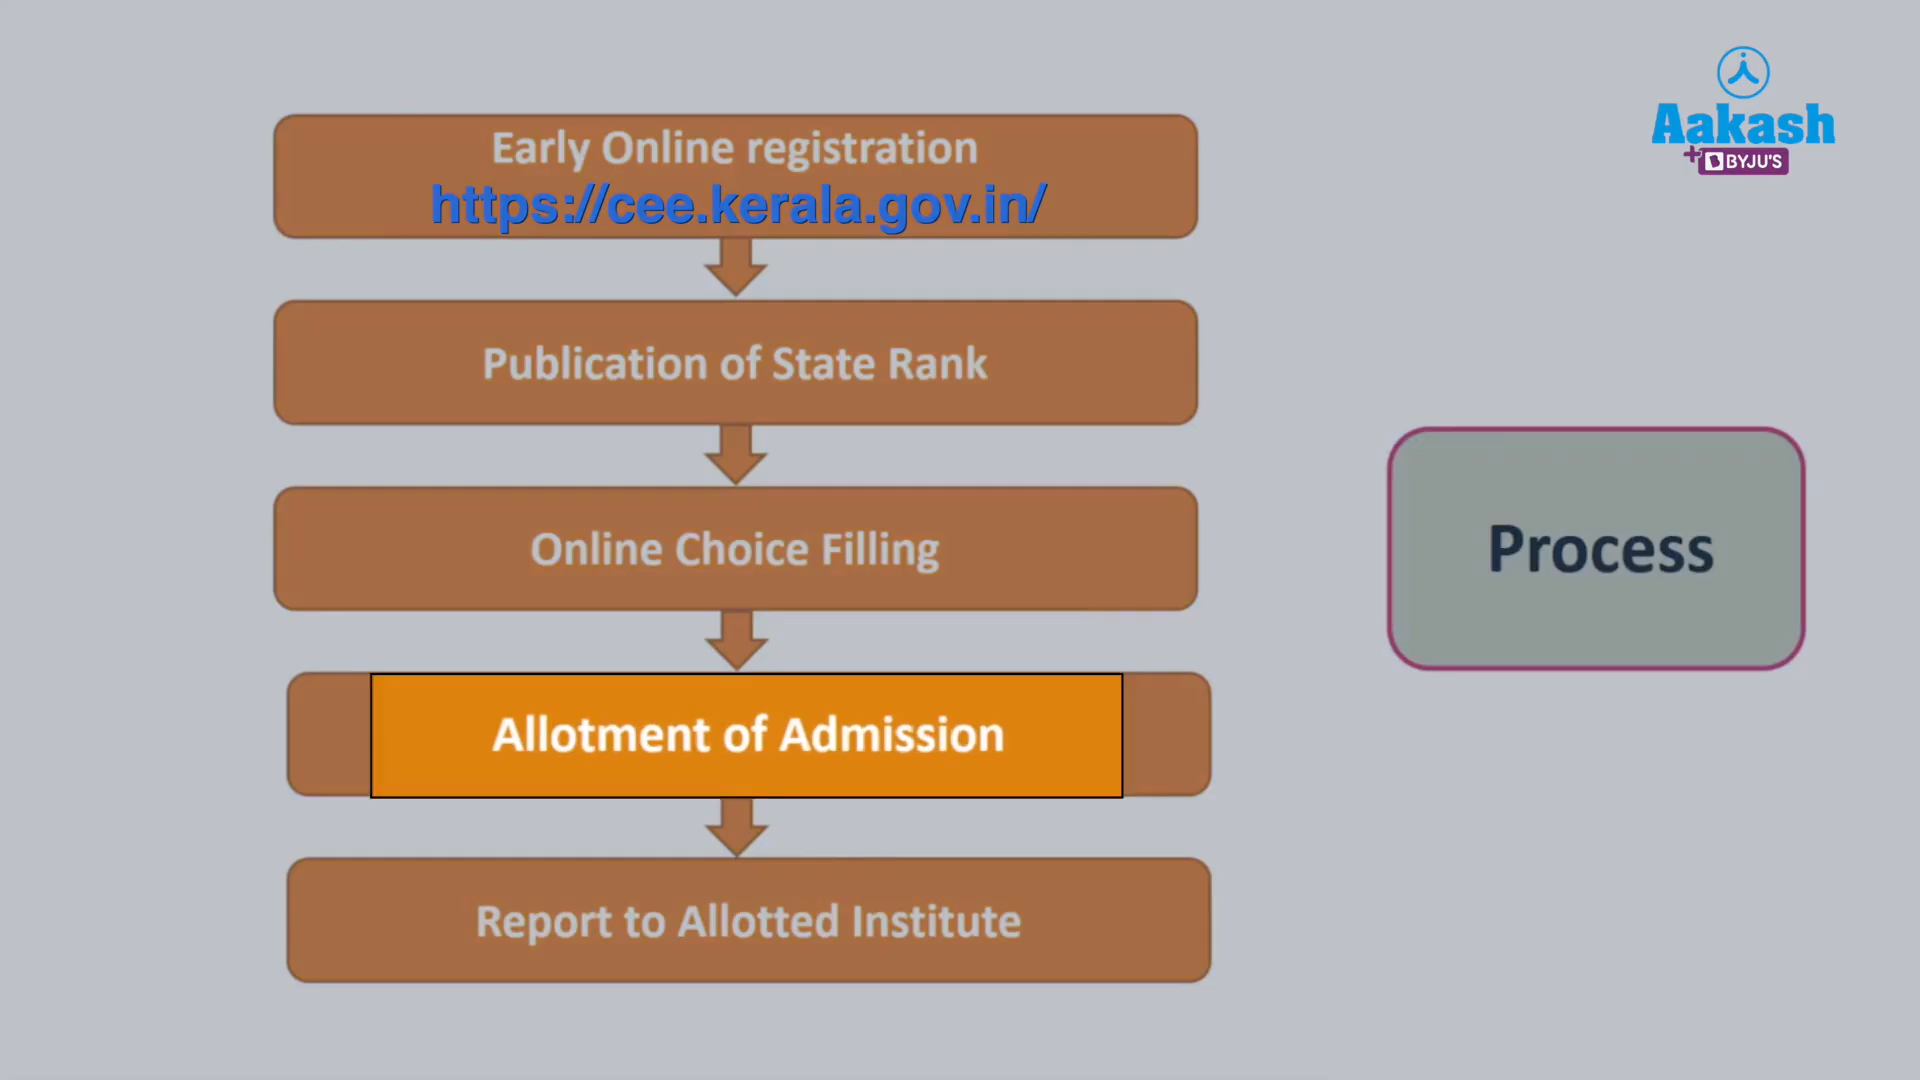 Early Online registration
https://cee.kerala.gov.in/
Publication of State Rank
Online Choice Filling
Allotment of Admission
Report to Allotted Institute
Process
Aakash
+ BYJU'S